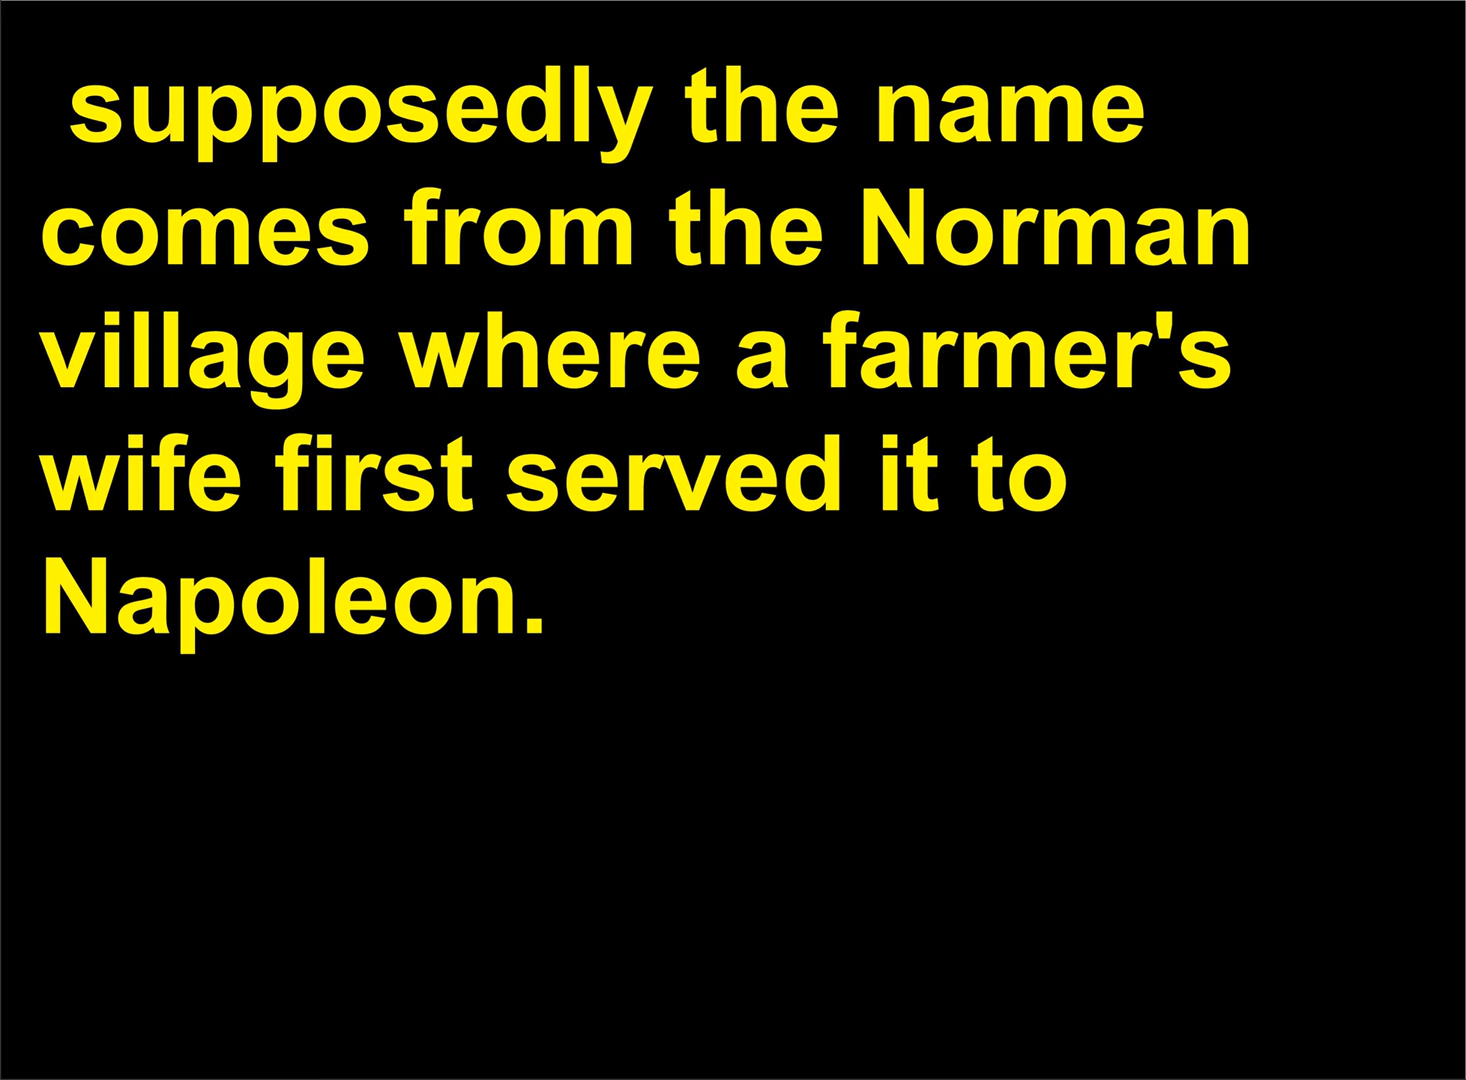 supposedly the name
comes from the Norman
village where a farmer's
wife first served it to
Napoleon.